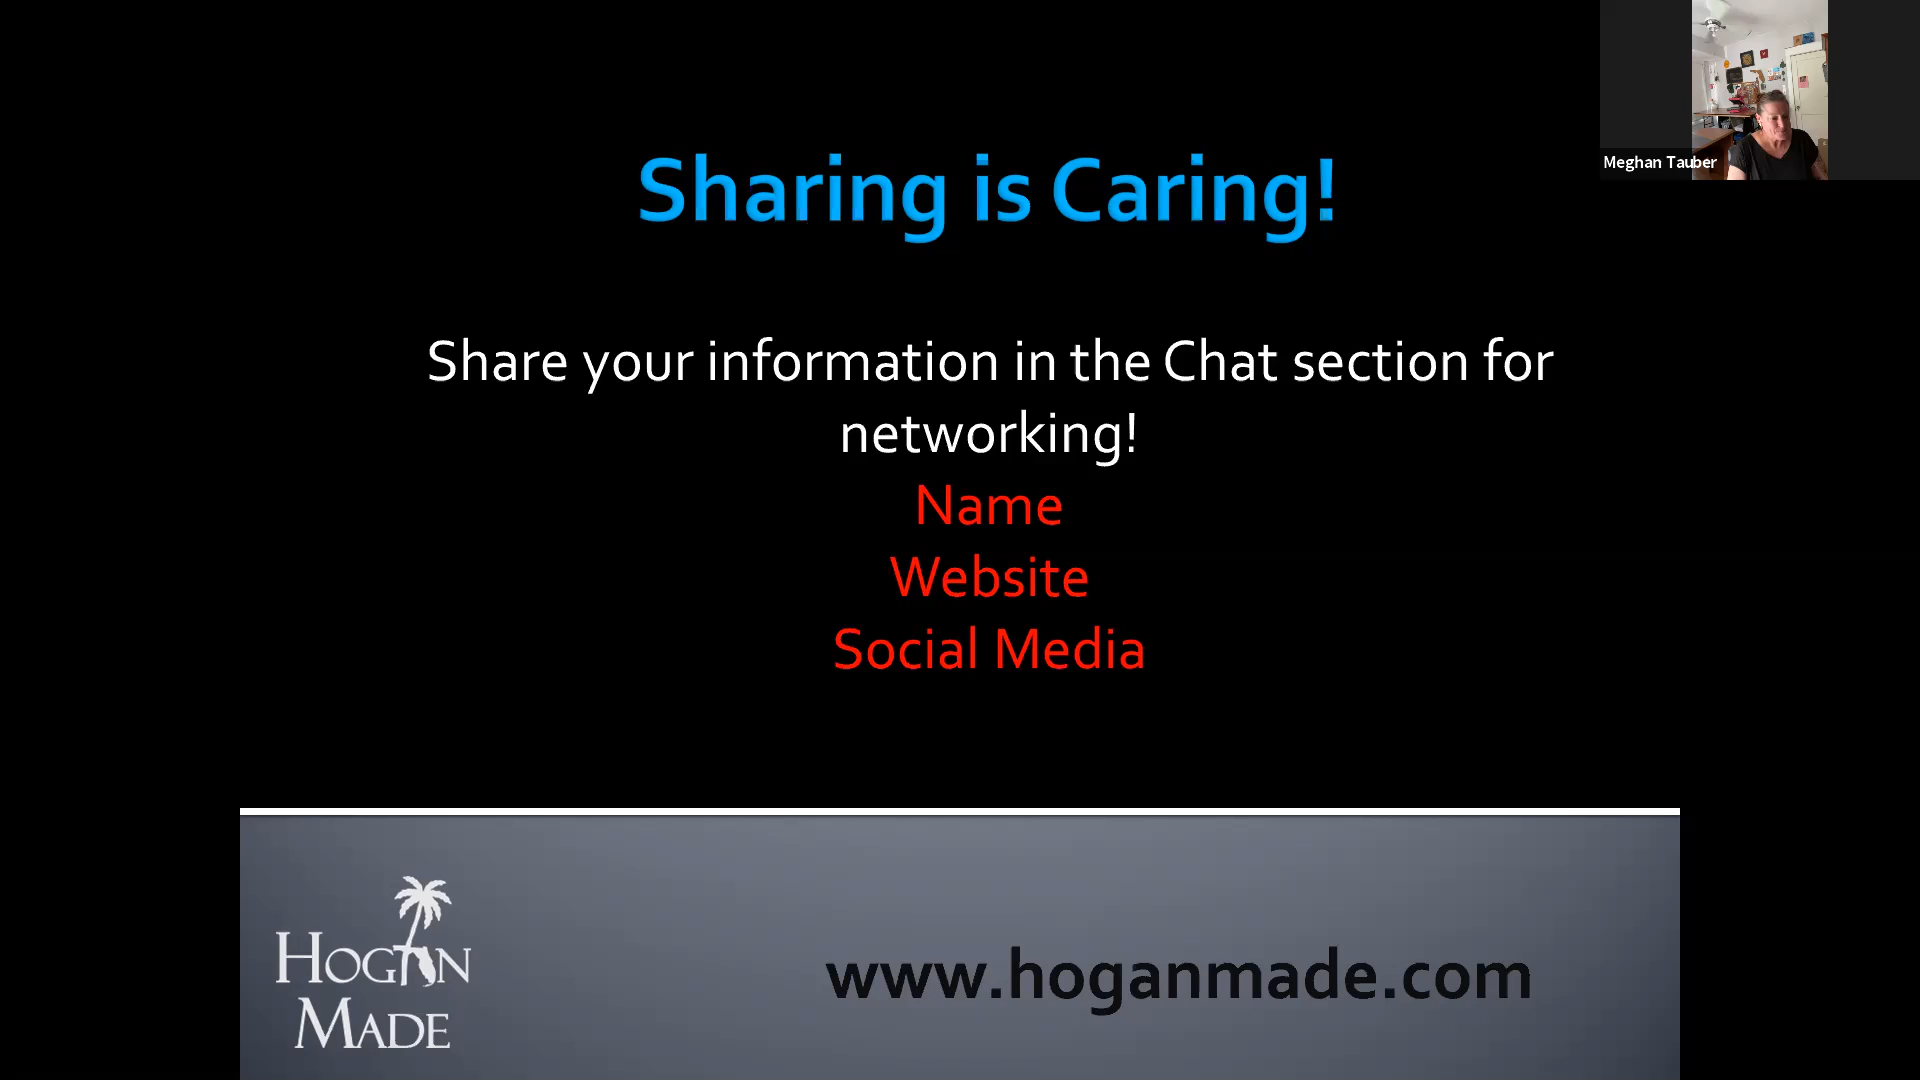 Meghan Tauber
Sharing is Caring!
Share your information in the Chat section for
networking!
Name
Website
Social Media
HOGAN
MADE
www.hoganmade.com